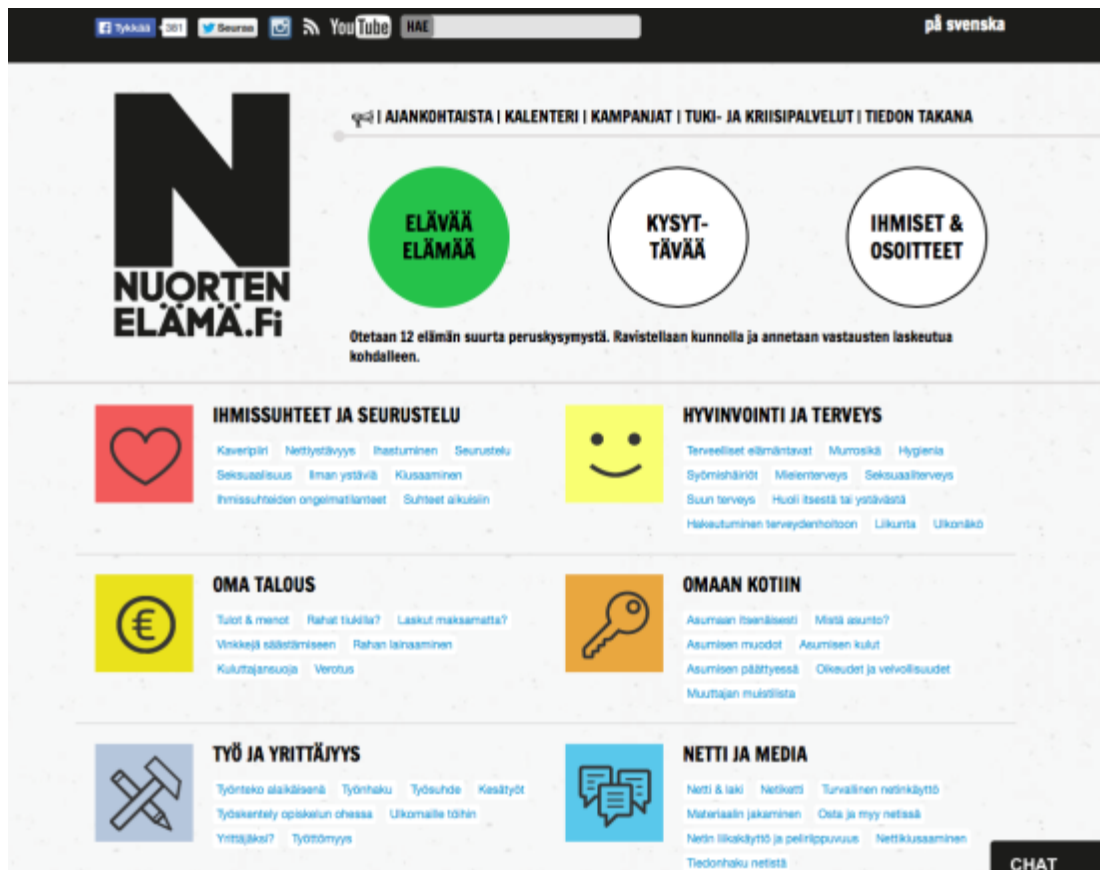 Tykkää 381 Seuraa YouTube HAE
på svenska
N
NUORTEN
ELÄMÄ.Fi
| AJANKOHTAISTA | KALENTERI | KAMPANJAT | TUKI- JA KRIISIPALVELUT | TIEDON TAKANA
ELÄVÄÄ
ELÄMÄÄ
KYSYT-
TÄVÄÄ
IHMISET &
OSOITTEET
Otetaan 12 elämän suurta peruskysymystä. Ravistellaan kunnolla ja annetaan vastausten laskeutua
kohdalleen.
IHMISSUHTEET JA SEURUSTELU
Kaveripiiri Nettiystävyys Ihastuminen Seurustelu
Seksuaalisuus Ilman ystäviä Kiusaaminen
Ihmissuhteiden ongelmatilanteet Suhteet aikuisiin
HYVINVOINTI JA TERVEYS
Terveelliset elämäntavat Murrosikä Hygienia
Syömishäiriöt Mielenterveys Seksuaaliterveys
Suun terveys Huoli itsestä tai ystävästä
Hakeutuminen terveydenhoitoon Liikunta Ulkonäkö
OMA TALOUS
Tulot & menot Rahat tiukilla? Laskut maksamatta?
Vinkkejä säästämiseen Rahan lainaaminen
Kuluttajansuoja Verotus
OMAAN KOTIIN
Asumaan itsenäisesti Mistä asunto?
Asumisen muodot Asumisen kulut
Asumisen päättyessä Oikeudet ja velvollisuudet
Muuttajan muistilista
TYÖ JA YRITTÄJYYS
Työnteko alaikäisenä Työnhaku Työsuhde Kesätyöt
Työskentely opiskelun ohessa Ulkomaille töihin
Yrittäjäksi? Työttömyys
NETTI JA MEDIA
Netti & laki Netiketti Turvallinen netinkäyttö
Materiaalin jakaminen Osta ja myy netissä
Netin liikakäyttö ja peliriippuvuus Nettikiusaaminen
Tiedonhaku netistä
CHAT